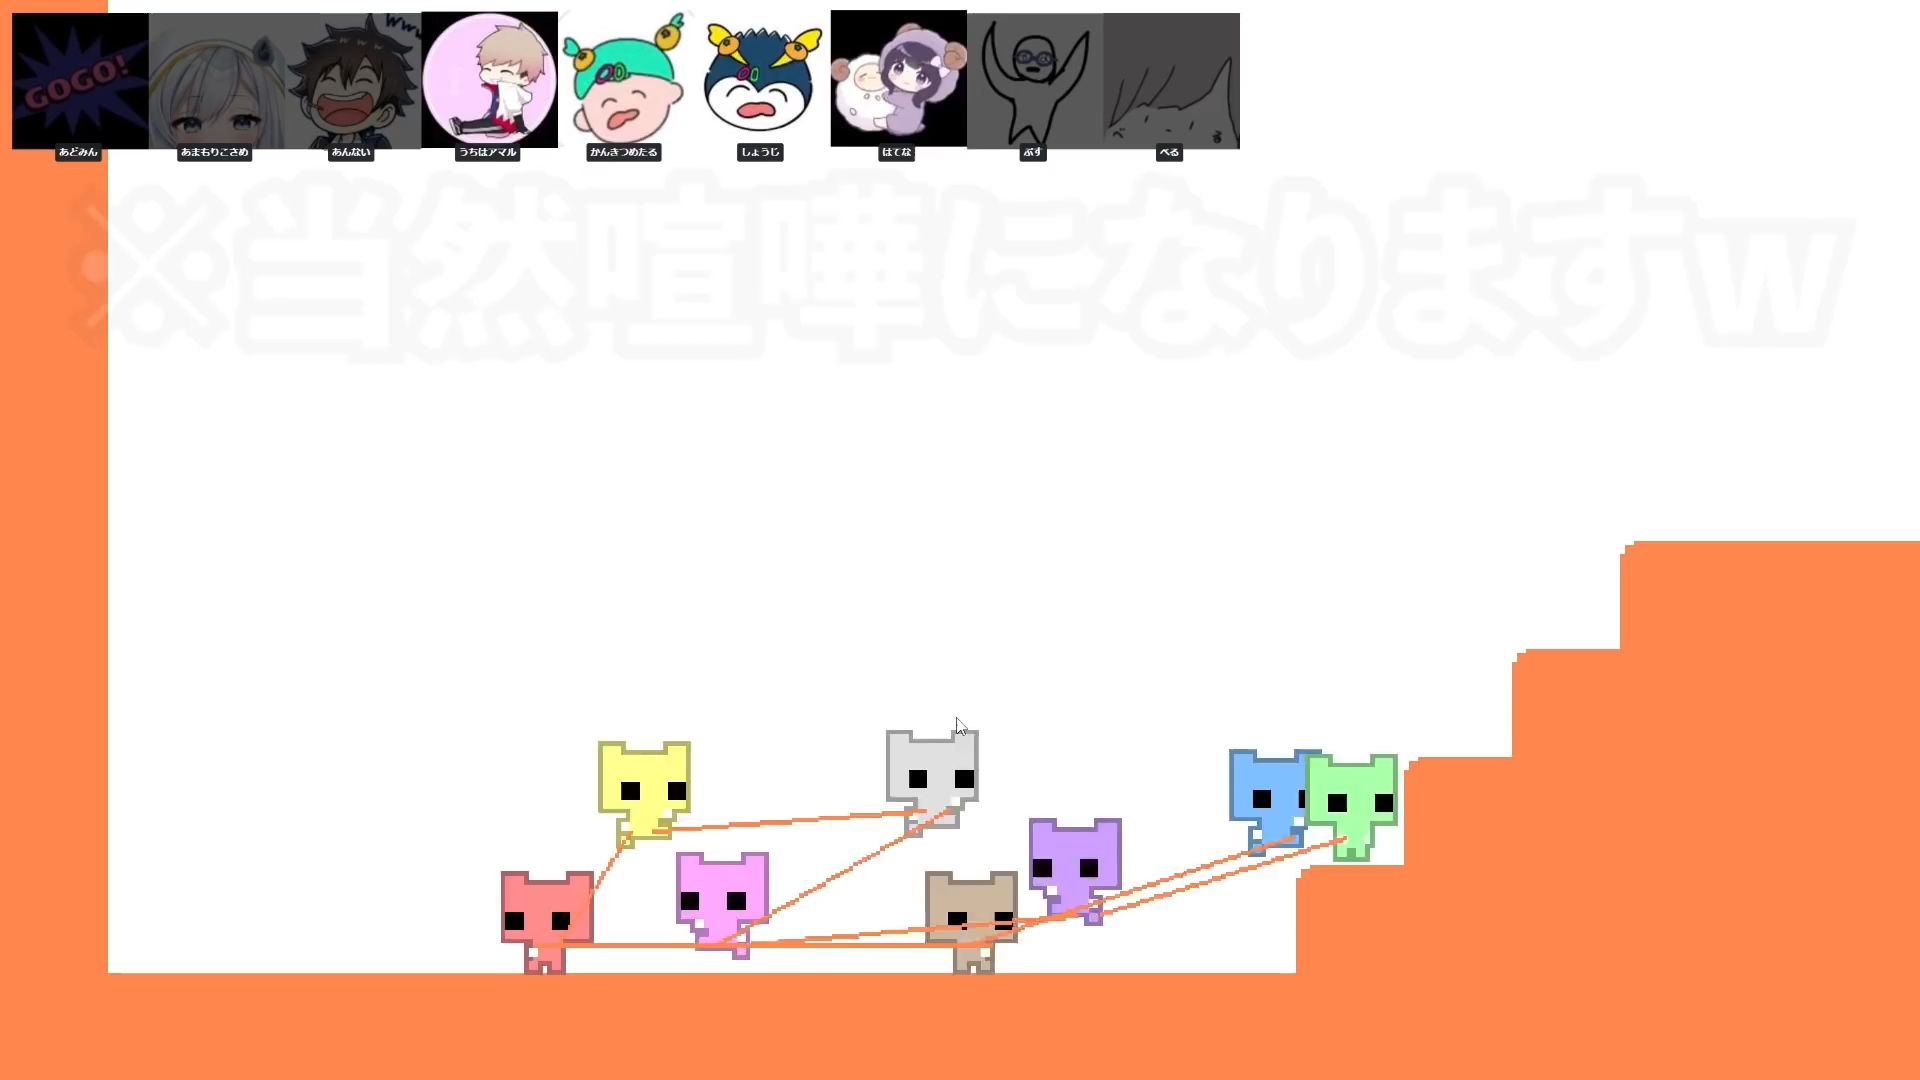 GOGO!
www
あどみん
あまもりこさめ
あんない
うちはアマル
かんきつめたる
しょうじ
はてな
ぶす
べる
※当然喧嘩になりますw